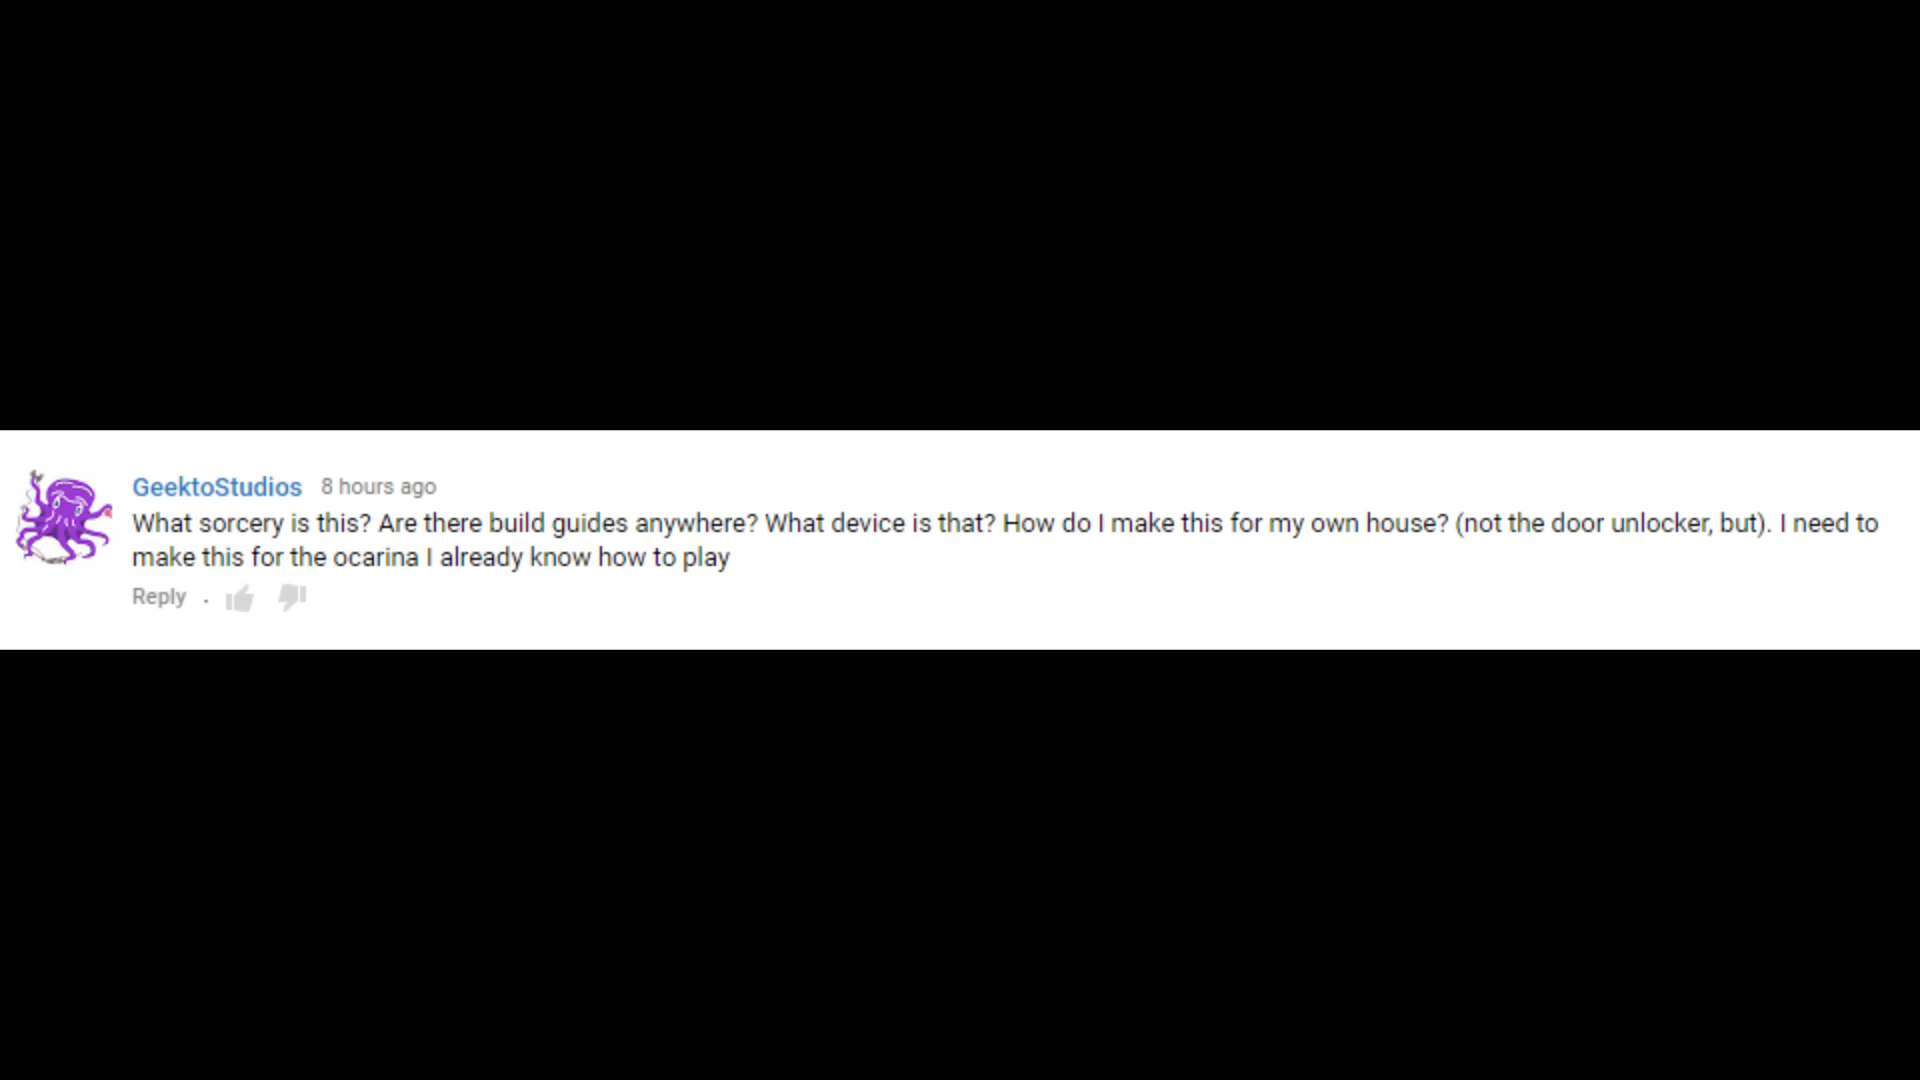 GeektoStudios 8 hours ago
What sorcery is this? Are there build guides anywhere? What device is that? How do I make this for my own house? (not the door unlocker, but). I need to
make this for the ocarina I already know how to play
Reply .